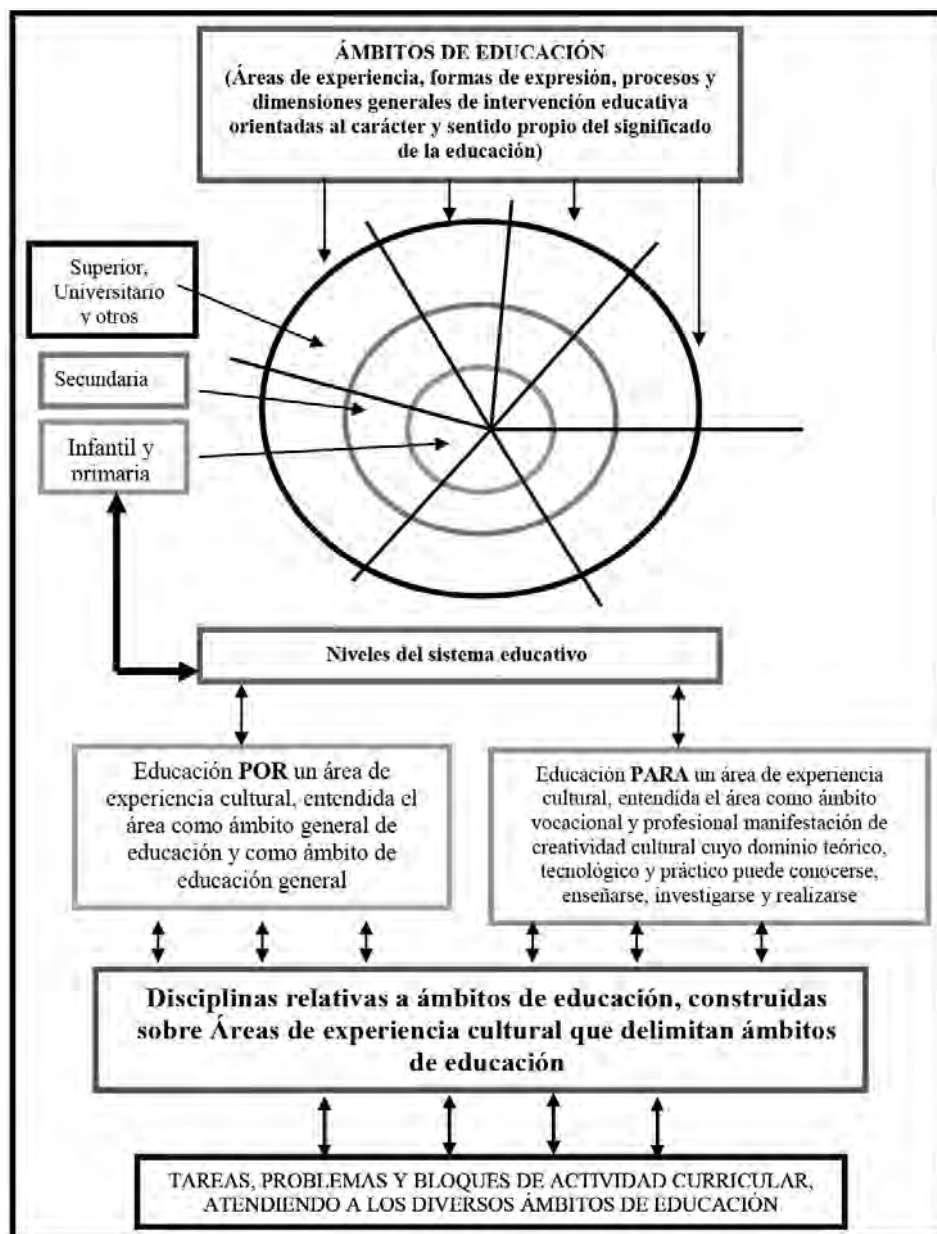 ÁMBITOS DE EDUCACIÓN
(Áreas de experiencia, formas de expresión, procesos y
dimensiones generales de intervención educativa
orientadas al carácter y sentido propio del significado
de la educación)
Superior,
Universitario
y otros
Secundaria
Infantil y
primaria
Niveles del sistema educativo
Educación POR un área de
experiencia cultural, entendida el
área como ámbito general de
educación y como ámbito de
educación general
Educación PARA un área de experiencia
cultural, entendida el área como ámbito
vocacional y profesional manifestación de
creatividad cultural cuyo dominio teórico,
tecnológico y práctico puede conocerse,
enseñarse, investigarse y realizarse
Disciplinas relativas a ámbitos de educación, construidas
sobre Áreas de experiencia cultural que delimitan ámbitos
de educación
TAREAS, PROBLEMAS Y BLOQUES DE ACTIVIDAD CURRICULAR,
ATENDIENDO A LOS DIVERSOS ÁMBITOS DE EDUCACIÓN